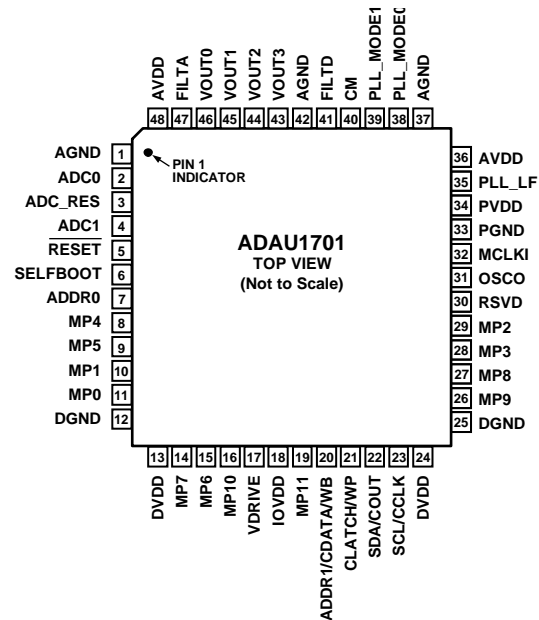 AVDD
FILTA
VOUT0
VOUT1
VOUT2
VOUT3
AGND
FILTD
CM
PLL_MODE1
PLL_MODE0
AGND
48 47 46 45 44 43 42 41 40 39 38 37
AGND 1
ADC0 2
ADC_RES 3
ADC1 4
RESET 5
SELFBOOT 6
ADDR0 7
MP4 8
MP5 9
MP1 10
MP0 11
DGND 12
PIN 1
INDICATOR
ADAU1701
TOP VIEW
(Not to Scale)
36 AVDD
35 PLL_LF
34 PVDD
33 PGND
32 MCLKI
31 OSCO
30 RSVD
29 MP2
28 MP3
27 MP8
26 MP9
25 DGND
13 14 15 16 17 18 19 20 21 22 23 24
DVDD
MP7
MP6
MP10
VDRIVE
IOVDD
MP11
ADDR1/CDATA/WB
CLATCH/WP
SDA/COUT
SCL/CCLK
DVDD